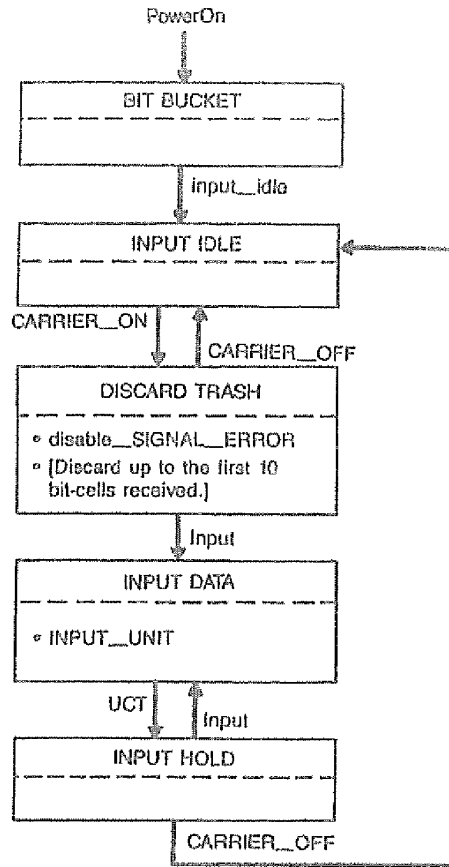 PowerOn
BIT BUCKET
input_idle
INPUT IDLE
CARRIER_ON
CARRIER_OFF
DISCARD TRASH
• disable_SIGNAL_ERROR
• [Discard up to the first 10
bit-cells received.]
Input
INPUT DATA
• INPUT_UNIT
UCT
Input
INPUT HOLD
CARRIER_OFF